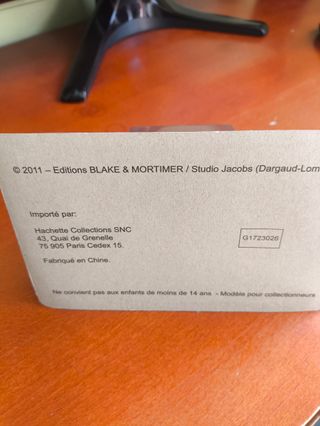 © 2011 – Editions BLAKE & MORTIMER / Studio Jacobs (Dargaud-Lom
Importé par:
Hachette Collections SNC
43, Quai de Grenelle
75 905 Paris Cedex 15.
G1723026
Fabriqué en Chine.
Ne convient pas aux enfants de moins de 14 ans - Modèle pour collectionneurs